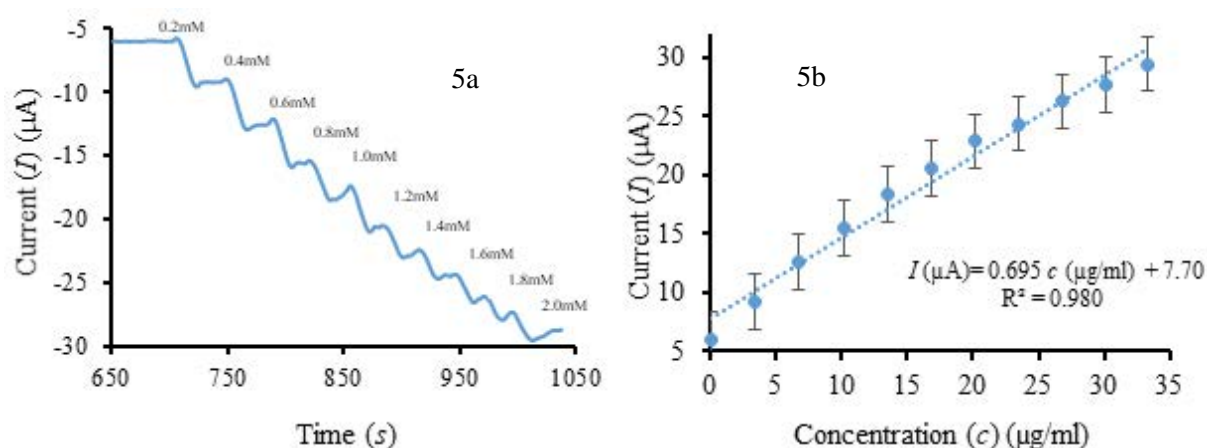 5a
Current (I) (μA)
-5
-10
-15
-20
-25
-30
0.2mM
0.4mM
0.6mM
0.8mM
1.0mM
1.2mM
1.4mM
1.6mM
1.8mM
2.0mM
650
750
850
950
1050
Time (s)
5b
Current (I) (μA)
30
25
20
15
10
5
I (μA)= 0.695 c (μg/ml) + 7.70
R² = 0.980
0
5
10
15
20
25
30
35
Concentration (c) (μg/ml)